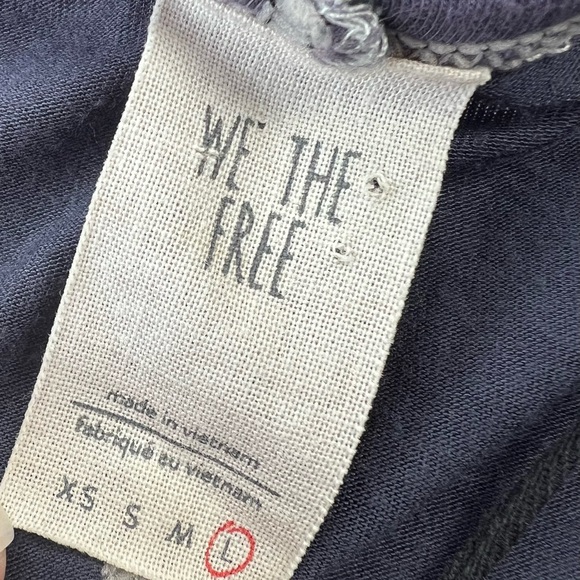 WE THE
FREE
made in vietnam
fabriqué au vietnam
XS S M L